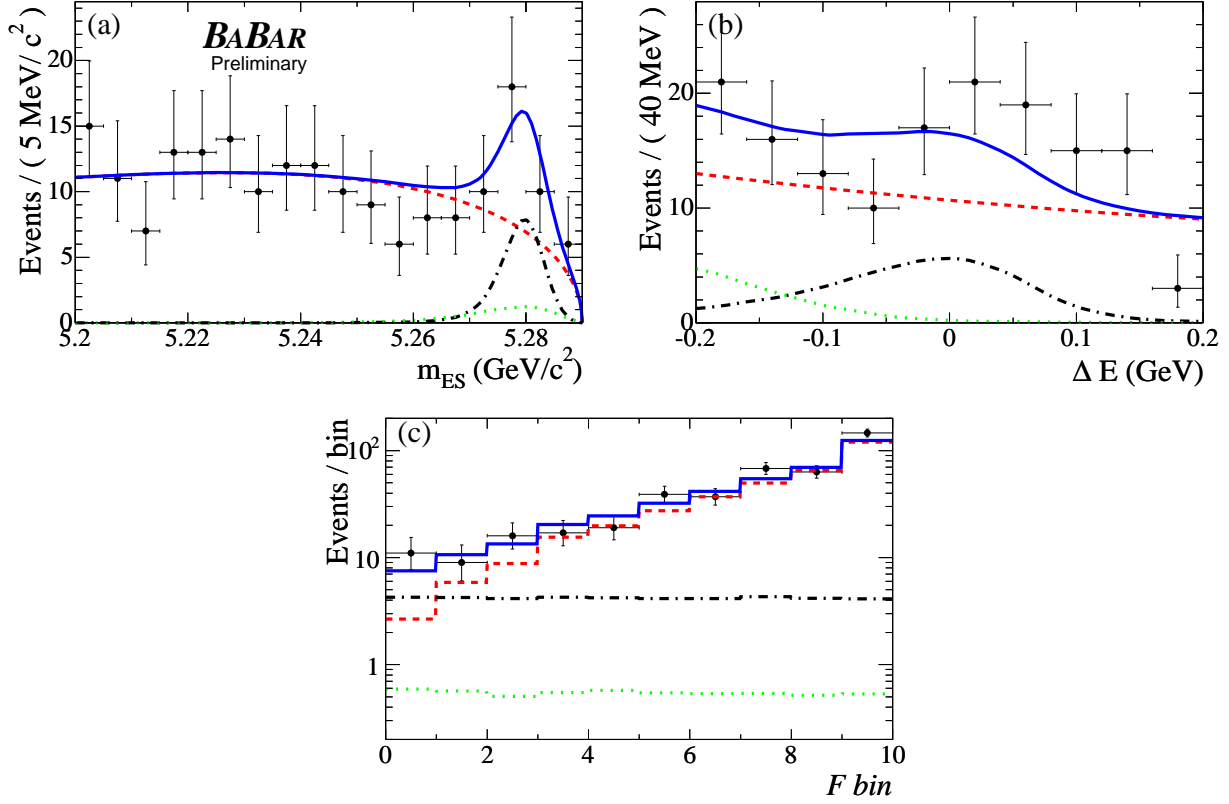 (a)
BABAR
Preliminary
Events / ( 5 MeV/ c² )
0
5
10
15
20
5.2
5.22
5.24
5.26
5.28
m_ES (GeV/c²)
(b)
Events / ( 40 MeV )
0
10
20
-0.2
-0.1
0
0.1
0.2
Δ E (GeV)
(c)
Events / bin
1
10
10²
0
2
4
6
8
10
F bin